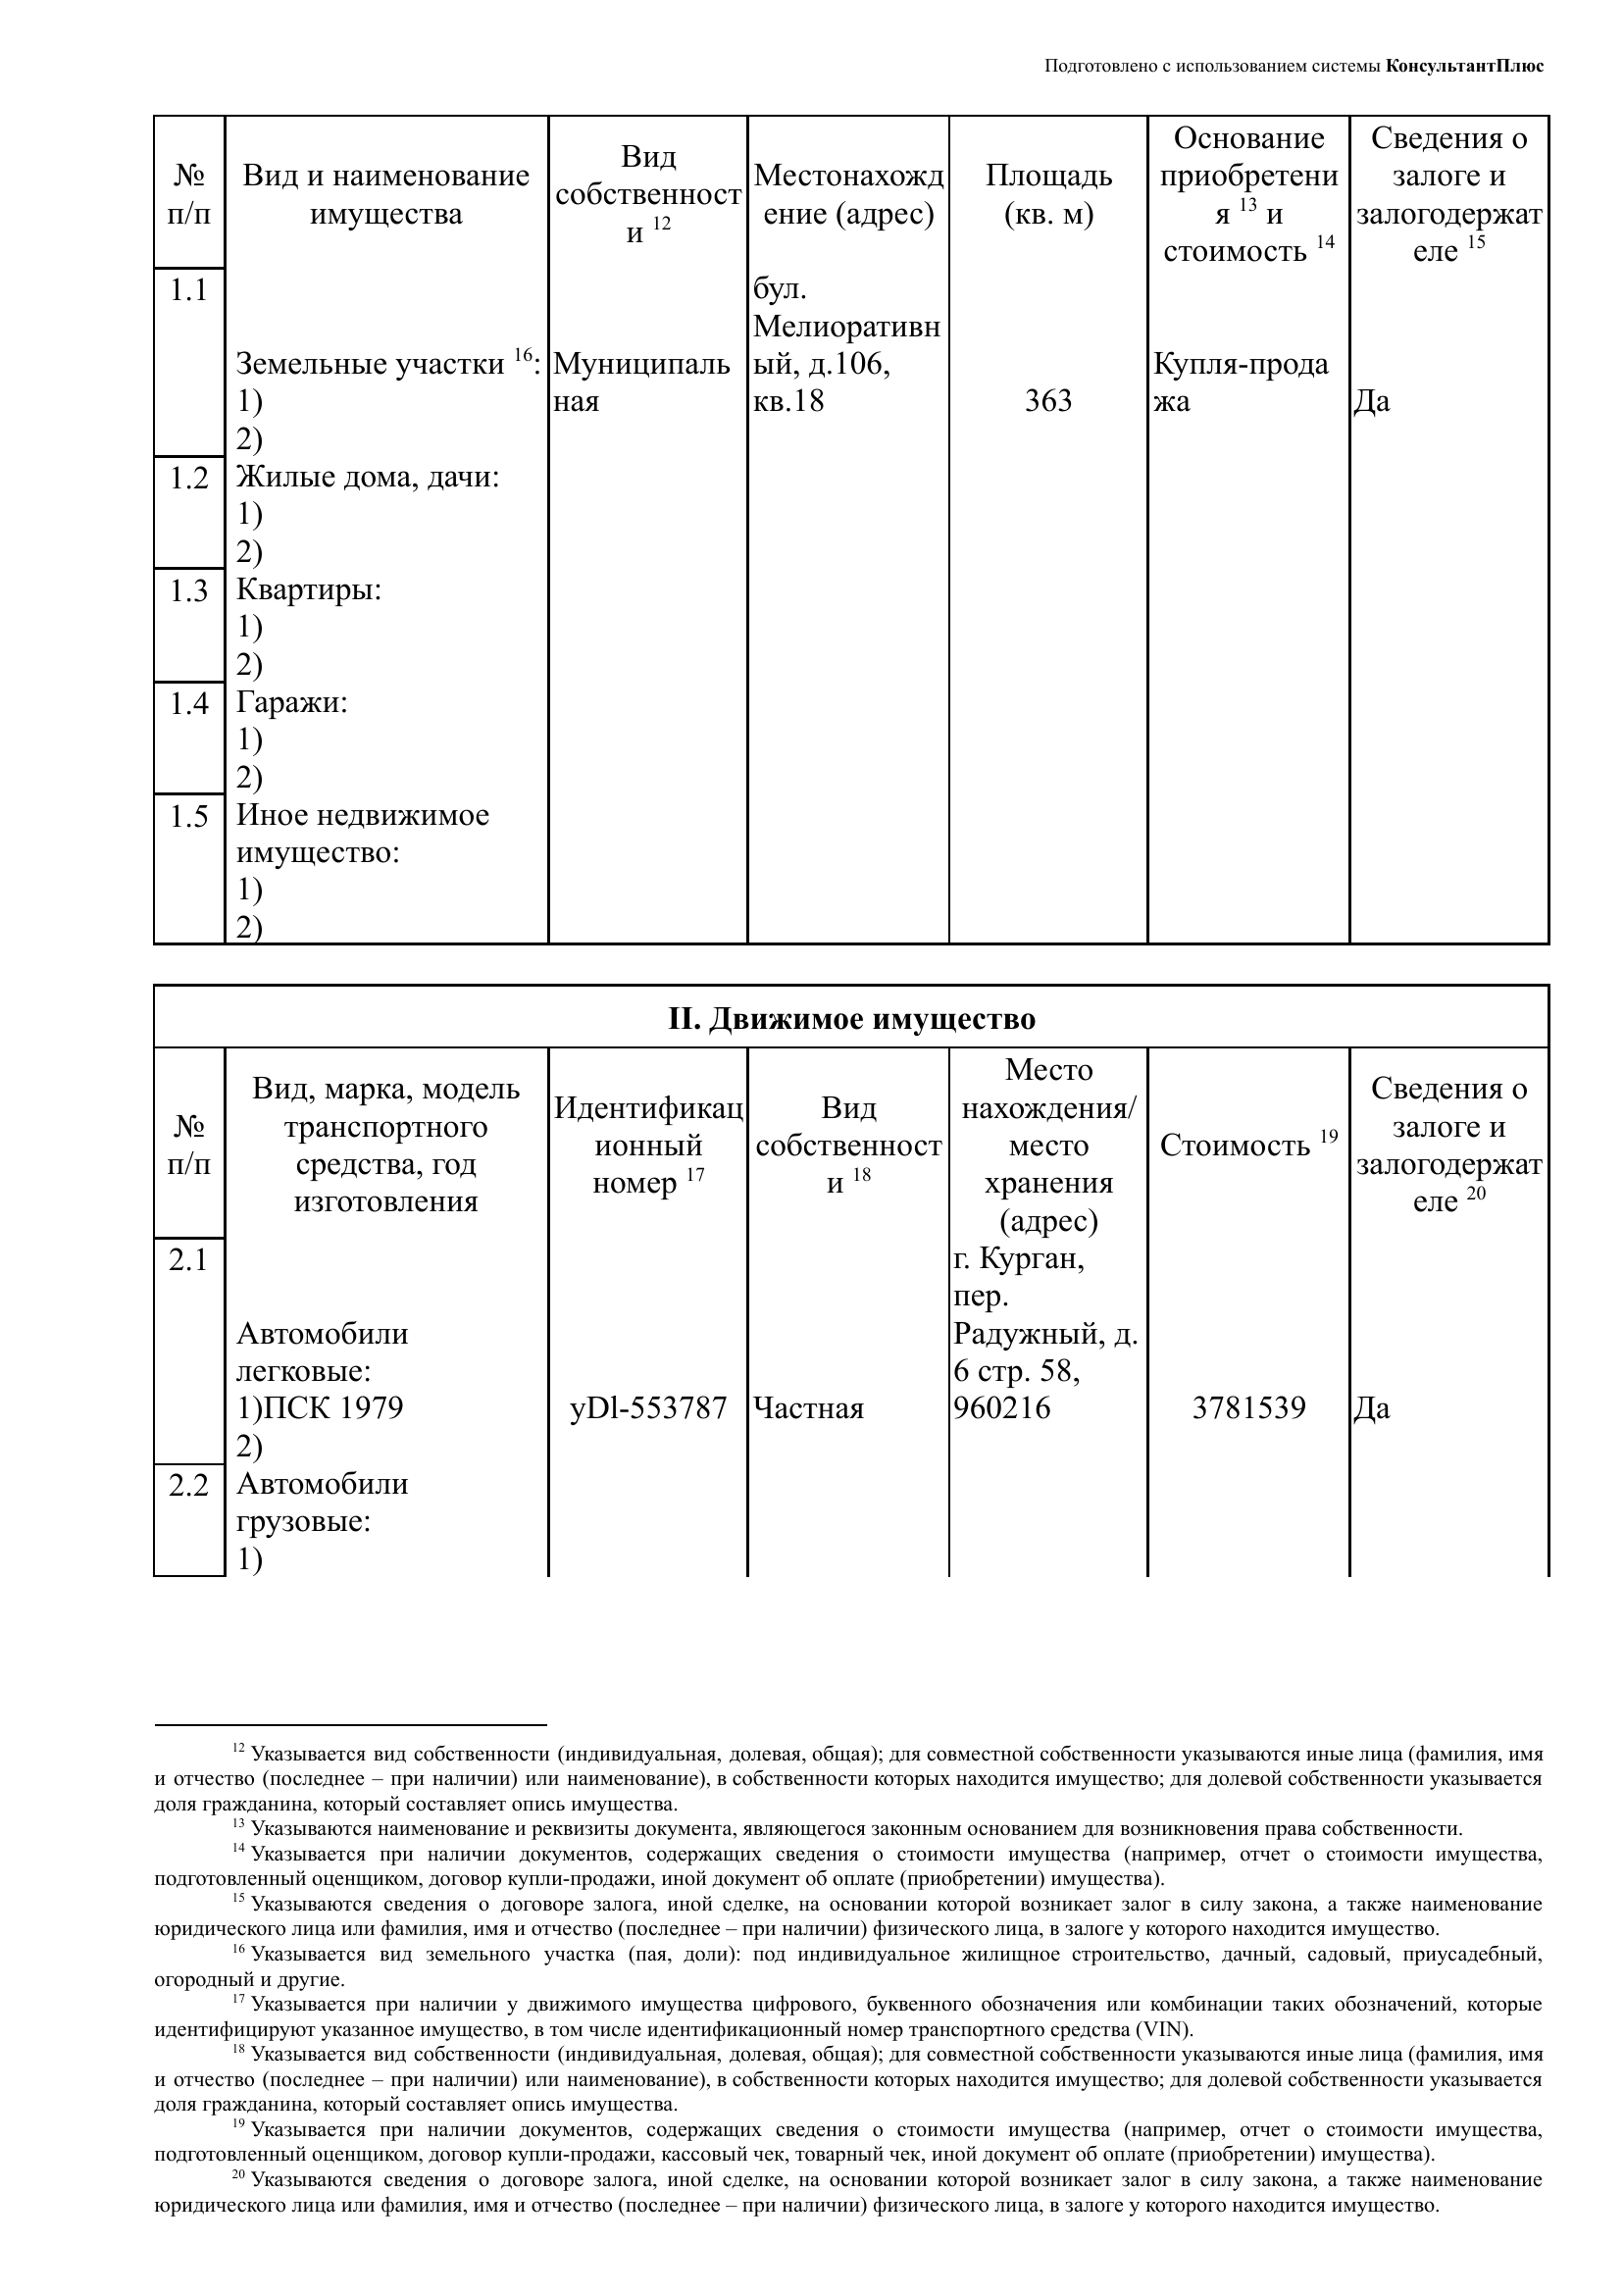 Подготовлено с использованием системы КонсультантПлюс
№ п/п
Вид и наименование имущества
Вид собственност и 12
Местонахожд ение (адрес)
Площадь (кв. м)
Основание приобретени я 13 и стоимость 14
Сведения о залоге и залогодержат еле 15
1.1
Земельные участки 16:
1)
2)
Муниципаль
ная
бул.
Мелиоративн
ый, д.106,
кв.18
363
Купля-прода
жа
Да
1.2
Жилые дома, дачи:
1)
2)
1.3
Квартиры:
1)
2)
1.4
Гаражи:
1)
2)
1.5
Иное недвижимое
имущество:
1)
2)
II. Движимое имущество
№ п/п
Вид, марка, модель транспортного средства, год изготовления
Идентификац ионный номер 17
Вид собственност и 18
Место нахождения/ место хранения (адрес)
Стоимость 19
Сведения о залоге и залогодержат еле 20
2.1
Автомобили
легковые:
1)ПСК 1979
2)
yDl-553787
Частная
г. Курган,
пер.
Радужный, д.
6 стр. 58,
960216
3781539
Да
2.2
Автомобили
грузовые:
1)
12 Указывается вид собственности (индивидуальная, долевая, общая); для совместной собственности указываются иные лица (фамилия, имя
и отчество (последнее – при наличии) или наименование), в собственности которых находится имущество; для долевой собственности указывается
доля гражданина, который составляет опись имущества.
13 Указываются наименование и реквизиты документа, являющегося законным основанием для возникновения права собственности.
14 Указывается при наличии документов, содержащих сведения о стоимости имущества (например, отчет о стоимости имущества,
подготовленный оценщиком, договор купли-продажи, иной документ об оплате (приобретении) имущества).
15 Указываются сведения о договоре залога, иной сделке, на основании которой возникает залог в силу закона, а также наименование
юридического лица или фамилия, имя и отчество (последнее – при наличии) физического лица, в залоге у которого находится имущество.
16 Указывается вид земельного участка (пая, доли): под индивидуальное жилищное строительство, дачный, садовый, приусадебный,
огородный и другие.
17 Указывается при наличии у движимого имущества цифрового, буквенного обозначения или комбинации таких обозначений, которые
идентифицируют указанное имущество, в том числе идентификационный номер транспортного средства (VIN).
18 Указывается вид собственности (индивидуальная, долевая, общая); для совместной собственности указываются иные лица (фамилия, имя
и отчество (последнее – при наличии) или наименование), в собственности которых находится имущество; для долевой собственности указывается
доля гражданина, который составляет опись имущества.
19 Указывается при наличии документов, содержащих сведения о стоимости имущества (например, отчет о стоимости имущества,
подготовленный оценщиком, договор купли-продажи, кассовый чек, товарный чек, иной документ об оплате (приобретении) имущества).
20 Указываются сведения о договоре залога, иной сделке, на основании которой возникает залог в силу закона, а также наименование
юридического лица или фамилия, имя и отчество (последнее – при наличии) физического лица, в залоге у которого находится имущество.